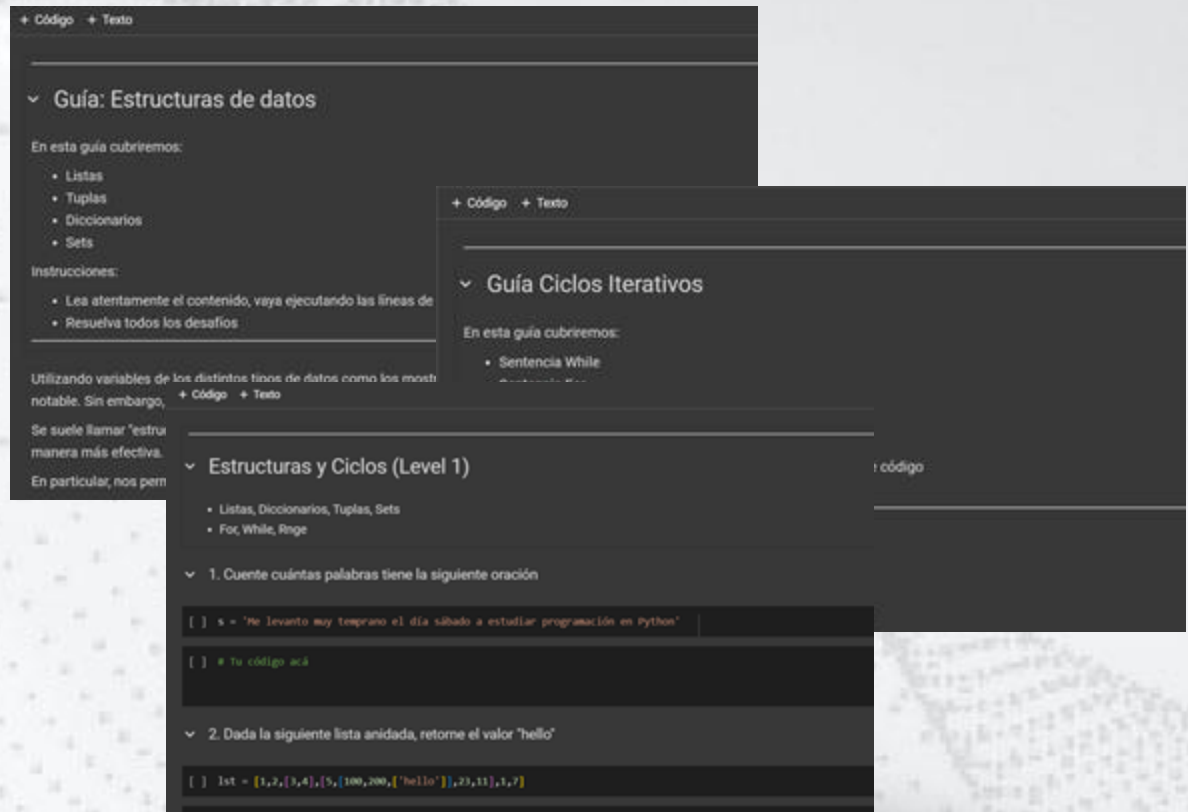 + Código + Texto
Guía: Estructuras de datos
En esta guía cubriremos:
• Listas
• Tuplas
• Diccionarios
• Sets
Instrucciones:
• Lea atentamente el contenido, vaya ejecutando las líneas de
• Resuelva todos los desafíos
Utilizando variables de los distintos tipos de datos como los
notable. Sin embargo,
Se suele llamar
manera más efectiva.
En particular, nos
+ Código + Texto
Guía Ciclos Iterativos
En esta guía cubriremos:
• Sentencia While
código
+ Código + Texto
Estructuras y Ciclos (Level 1)
• Listas, Diccionarios, Tuplas, Sets
• For, While, Rnge
1. Cuente cuántas palabras tiene la siguiente oración
[ ] s = 'Me levanto muy temprano el día sábado a estudiar programación en Python'
[ ] # Tu código acá
2. Dada la siguiente lista anidada, retorne el valor "hello"
[ ] lst = [1,2,[3,4],[5,[100,200,['hello']],23,11],1,7]